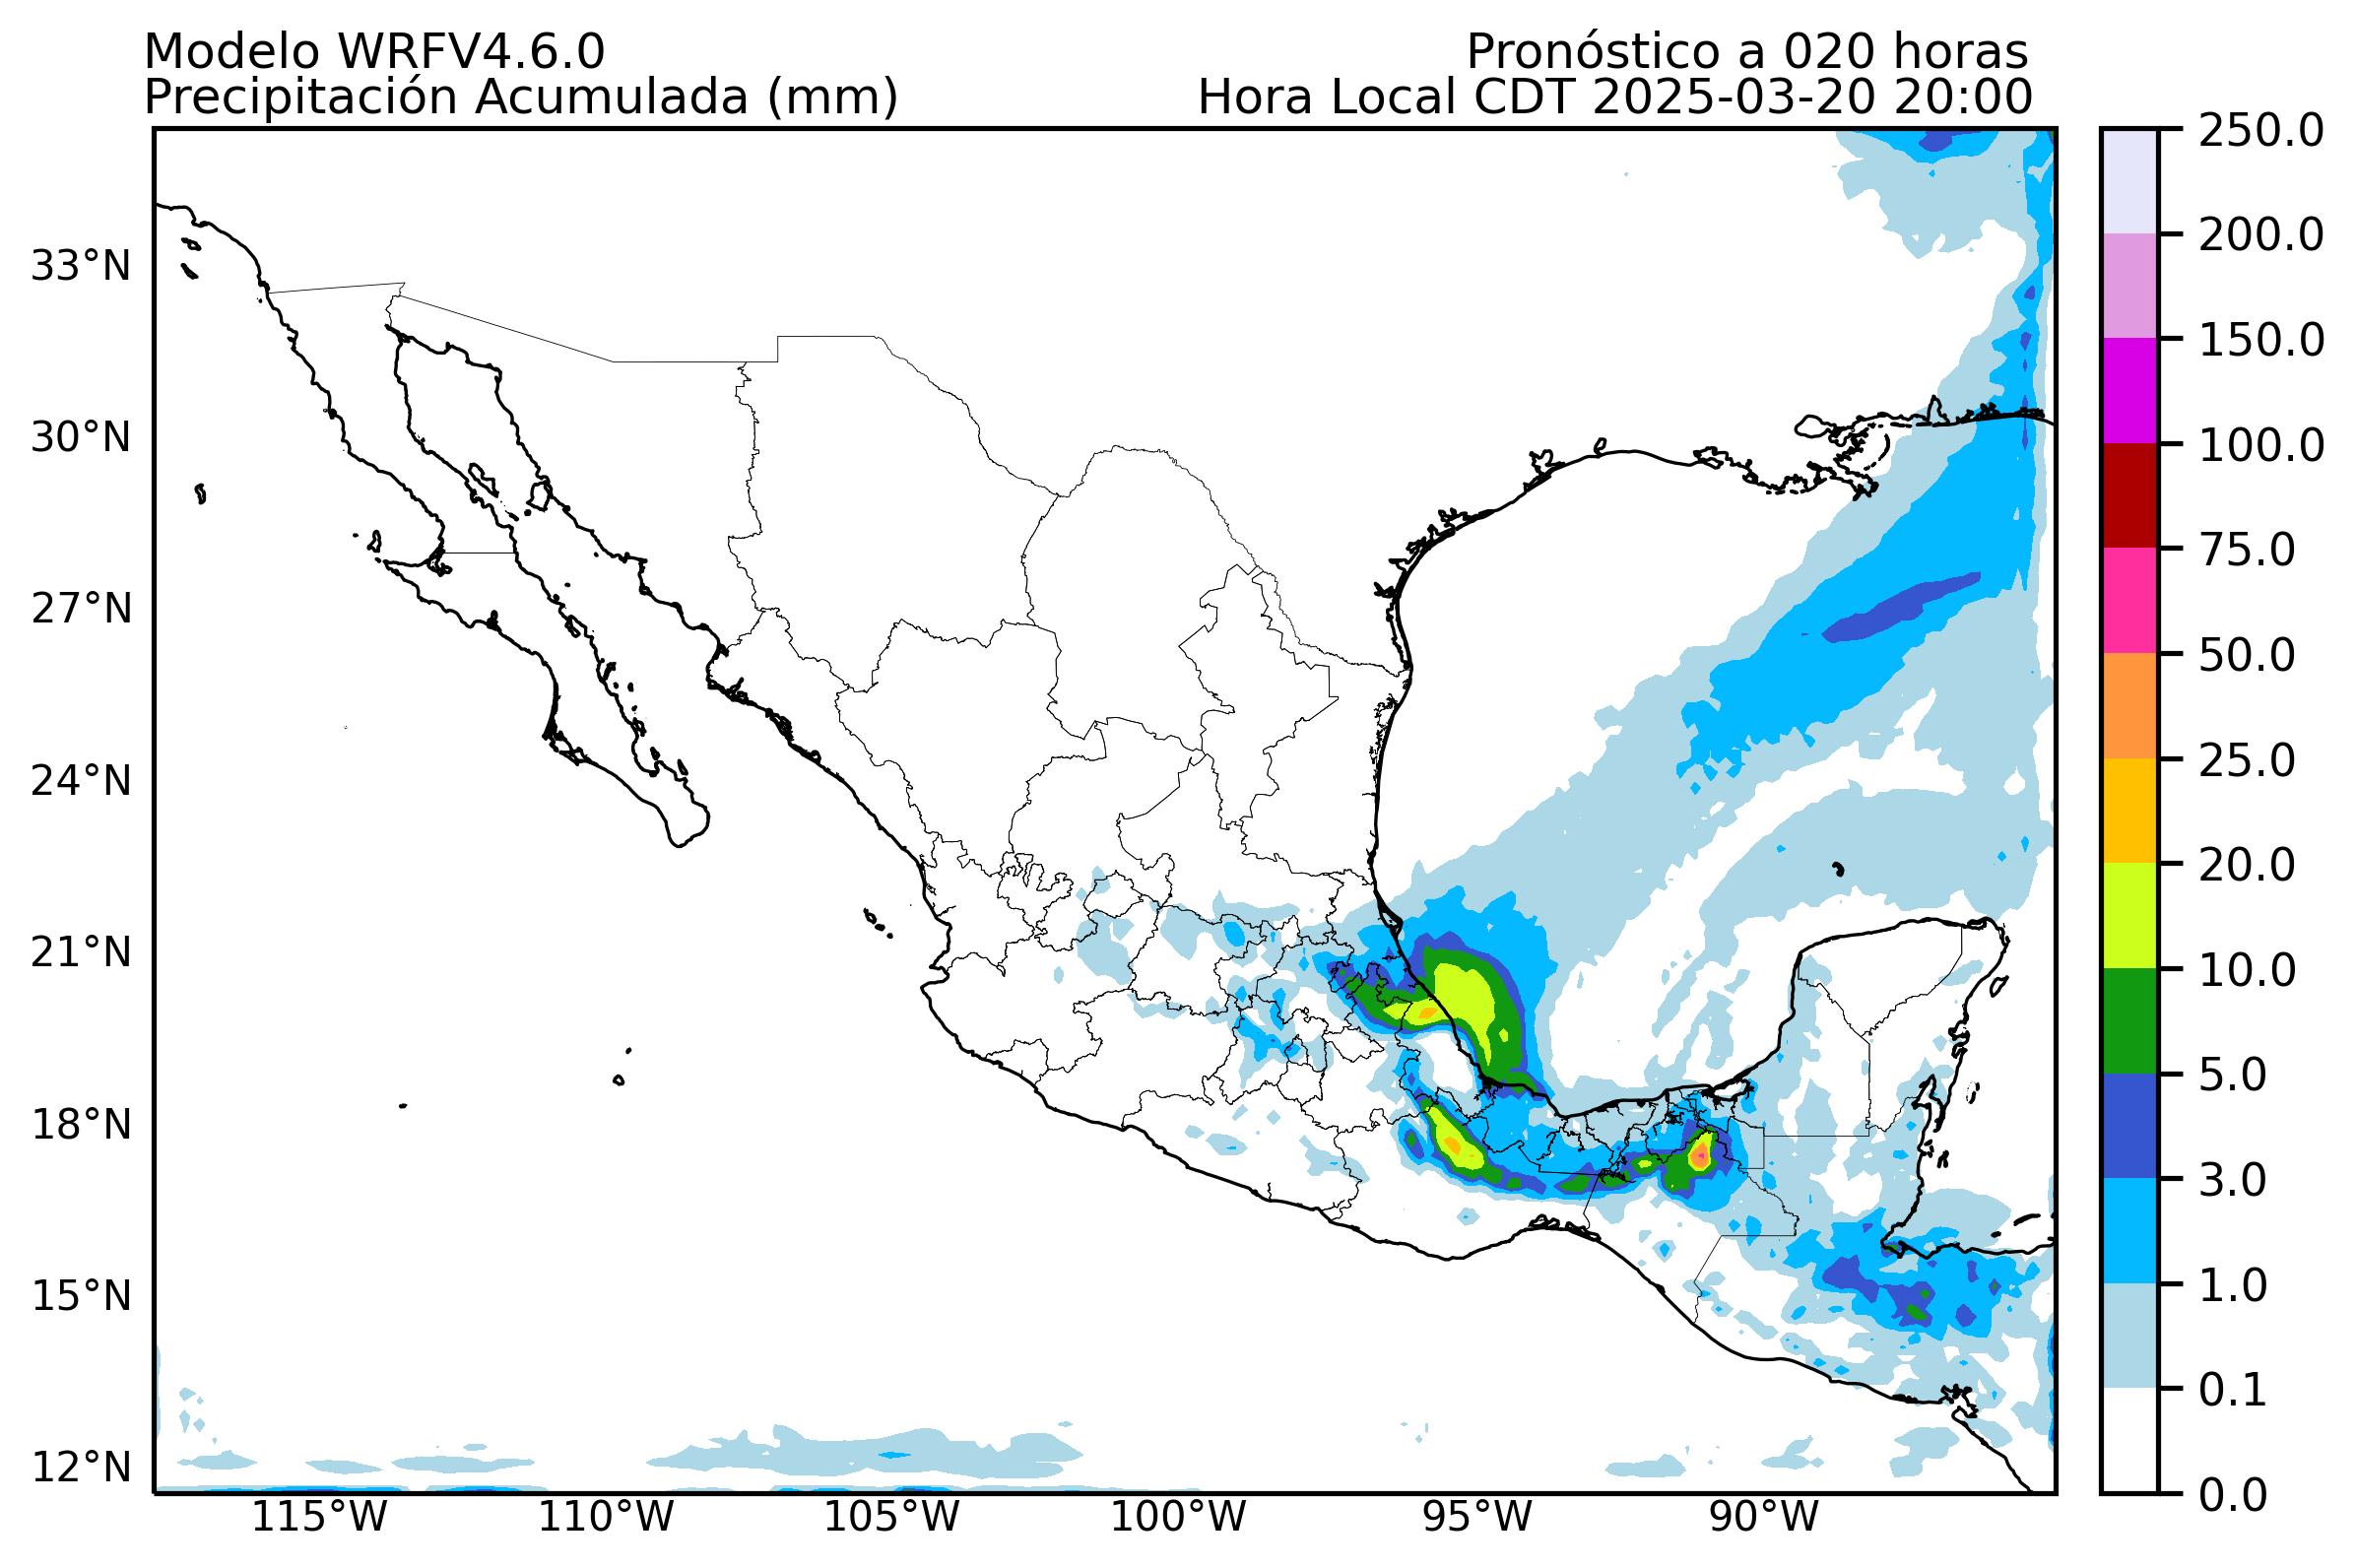 Modelo WRFV4.6.0
Pronóstico a 020 horas
Precipitación Acumulada (mm)
Hora Local CDT 2025-03-20 20:00
33°N
30°N
27°N
24°N
21°N
18°N
15°N
12°N
115°W
110°W
105°W
100°W
95°W
90°W
250.0
200.0
150.0
100.0
75.0
50.0
25.0
20.0
10.0
5.0
3.0
1.0
0.1
0.0